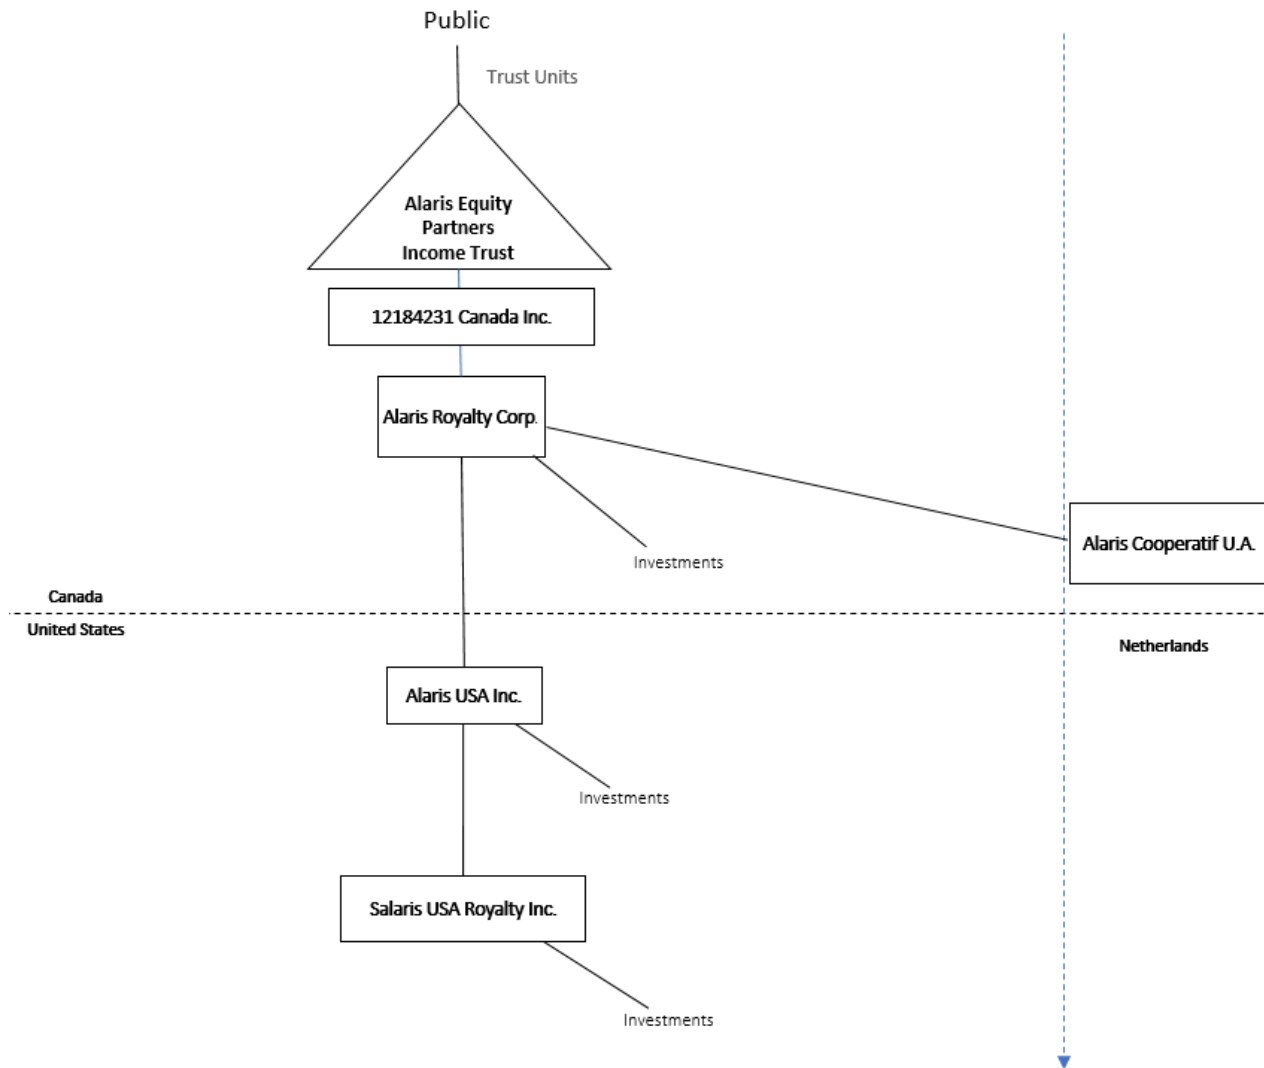 Public
Trust Units
Alaris Equity
Partners
Income Trust
12184231 Canada Inc.
Alaris Royalty Corp.
Alaris Cooperatif U.A.
Investments
Canada
United States
Netherlands
Alaris USA Inc.
Investments
Salaris USA Royalty Inc.
Investments